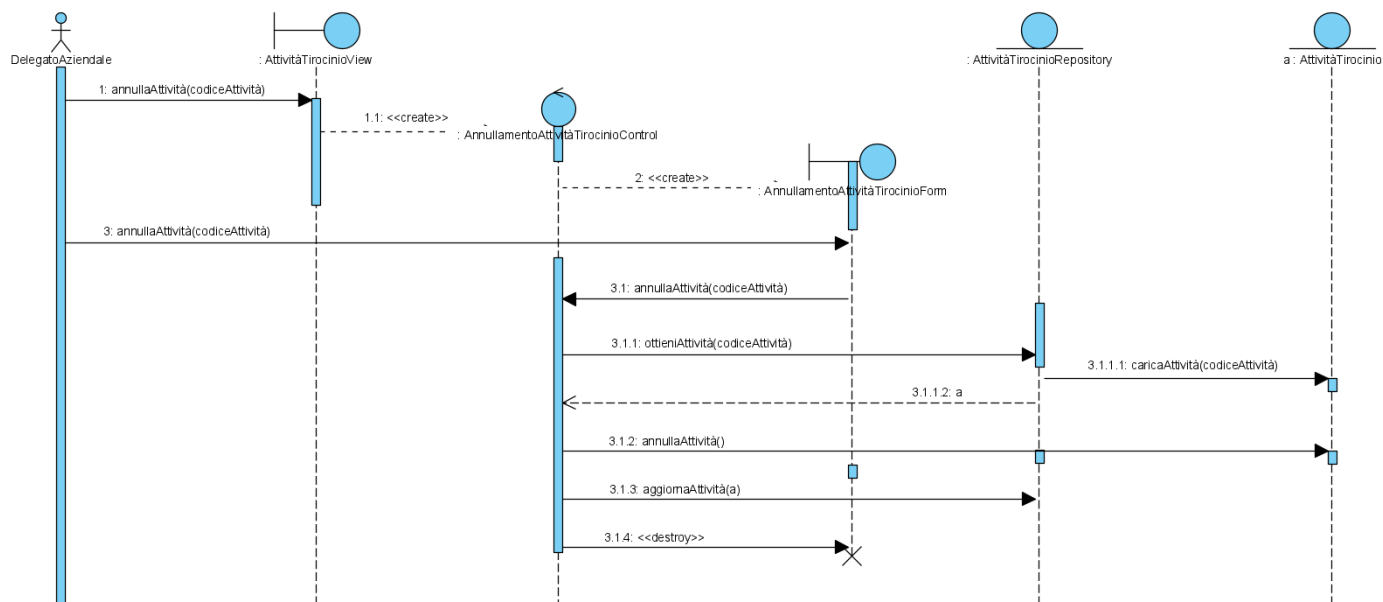 DelegatoAziendale
: AttivitàTirocinioView
: AttivitàTirocinioRepository
a : AttivitàTirocinio
1: annullaAttività(codiceAttività)
1.1: <<create>>
: AnnullamentoAttivitàTirocinioControl
2: <<create>>
: AnnullamentoAttivitàTirocinioForm
3: annullaAttività(codiceAttività)
3.1: annullaAttività(codiceAttività)
3.1.1: ottieniAttività(codiceAttività)
3.1.1.1: caricaAttività(codiceAttività)
3.1.1.2: a
3.1.2: annullaAttività()
3.1.3: aggiornaAttività(a)
3.1.4: <<destroy>>